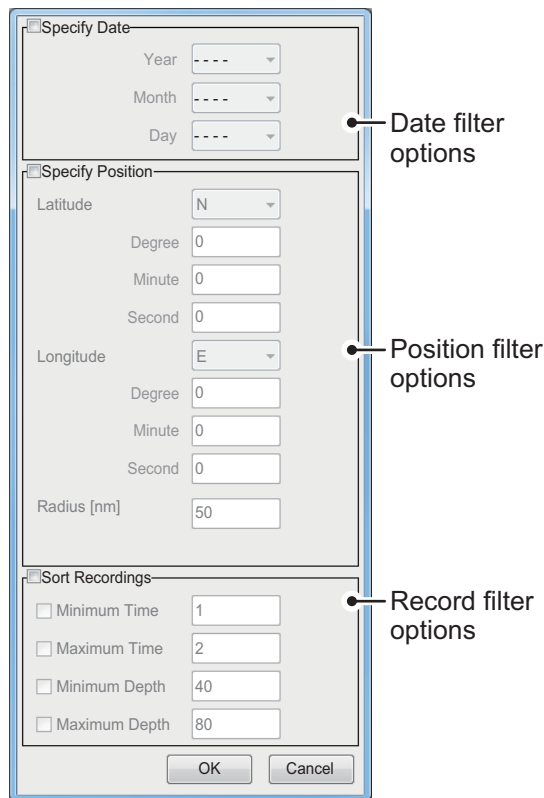 Specify Date
Year - - - -
Month - - - -
Day - - - -
Date filter
options
Specify Position
Latitude N
Degree 0
Minute 0
Second 0
Longitude E
Degree 0
Minute 0
Second 0
Radius [nm] 50
Position filter
options
Sort Recordings
Minimum Time 1
Maximum Time 2
Minimum Depth 40
Maximum Depth 80
Record filter
options
OK Cancel